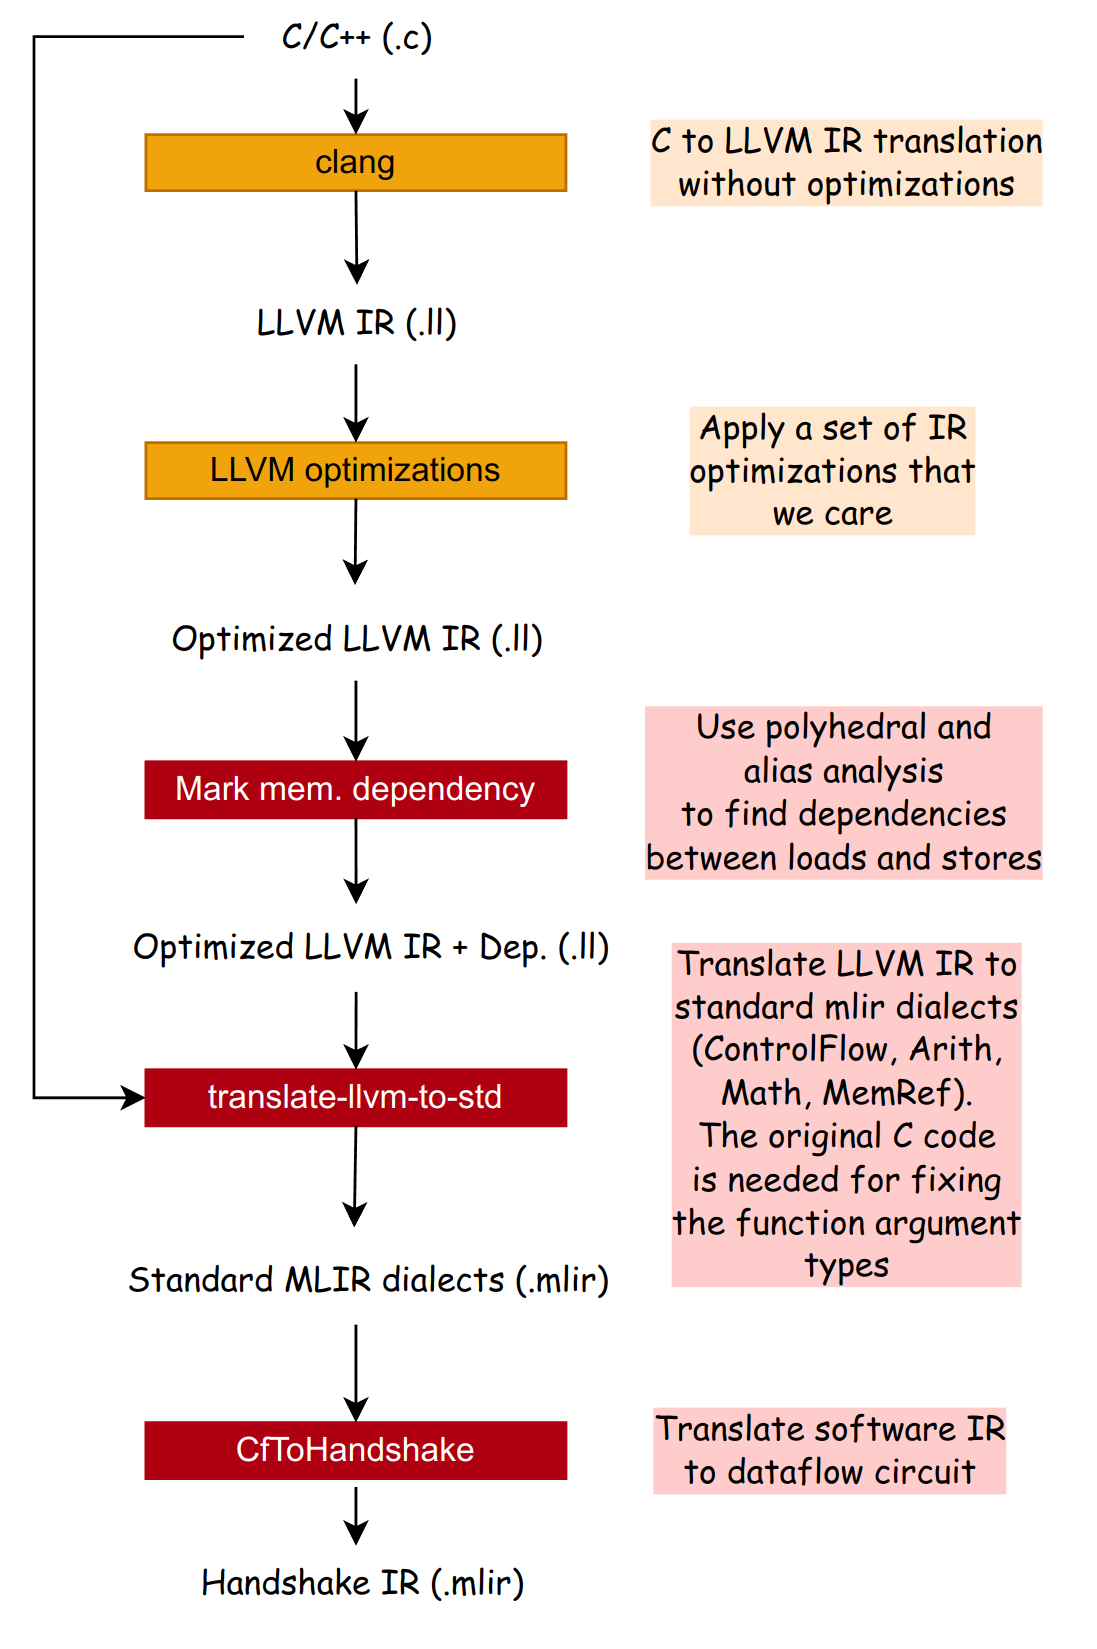 C/C++ (.c)
clang
C to LLVM IR translation
without optimizations
LLVM IR (.ll)
LLVM optimizations
Apply a set of IR
optimizations that
we care
Optimized LLVM IR (.ll)
Mark mem. dependency
Use polyhedral and
alias analysis
to find dependencies
between loads and stores
Optimized LLVM IR + Dep. (.ll)
translate-llvm-to-std
Translate LLVM IR to
standard mlir dialects
(ControlFlow, Arith,
Math, MemRef).
The original C code
is needed for fixing
the function argument
types
Standard MLIR dialects (.mlir)
CfToHandshake
Translate software IR
to dataflow circuit
Handshake IR (.mlir)